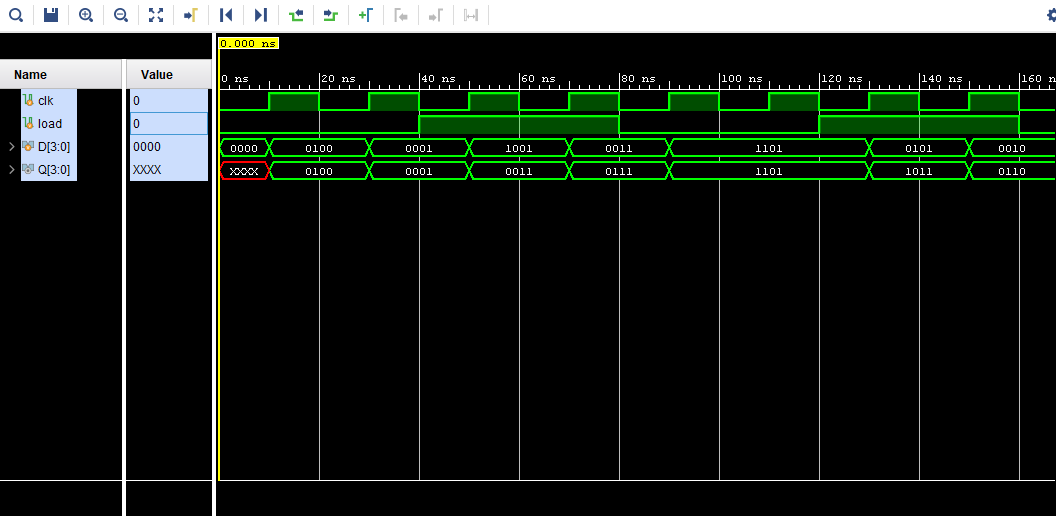 0.000 ns
Name Value
0 ns 20 ns 40 ns 60 ns 80 ns 100 ns 120 ns 140 ns 160 n
clk 0
load 0
D[3:0] 0000 0000 0100 0001 1001 0011 1101 0101 0010
Q[3:0] XXXX XXXX 0100 0001 0011 0111 1101 1011 0110